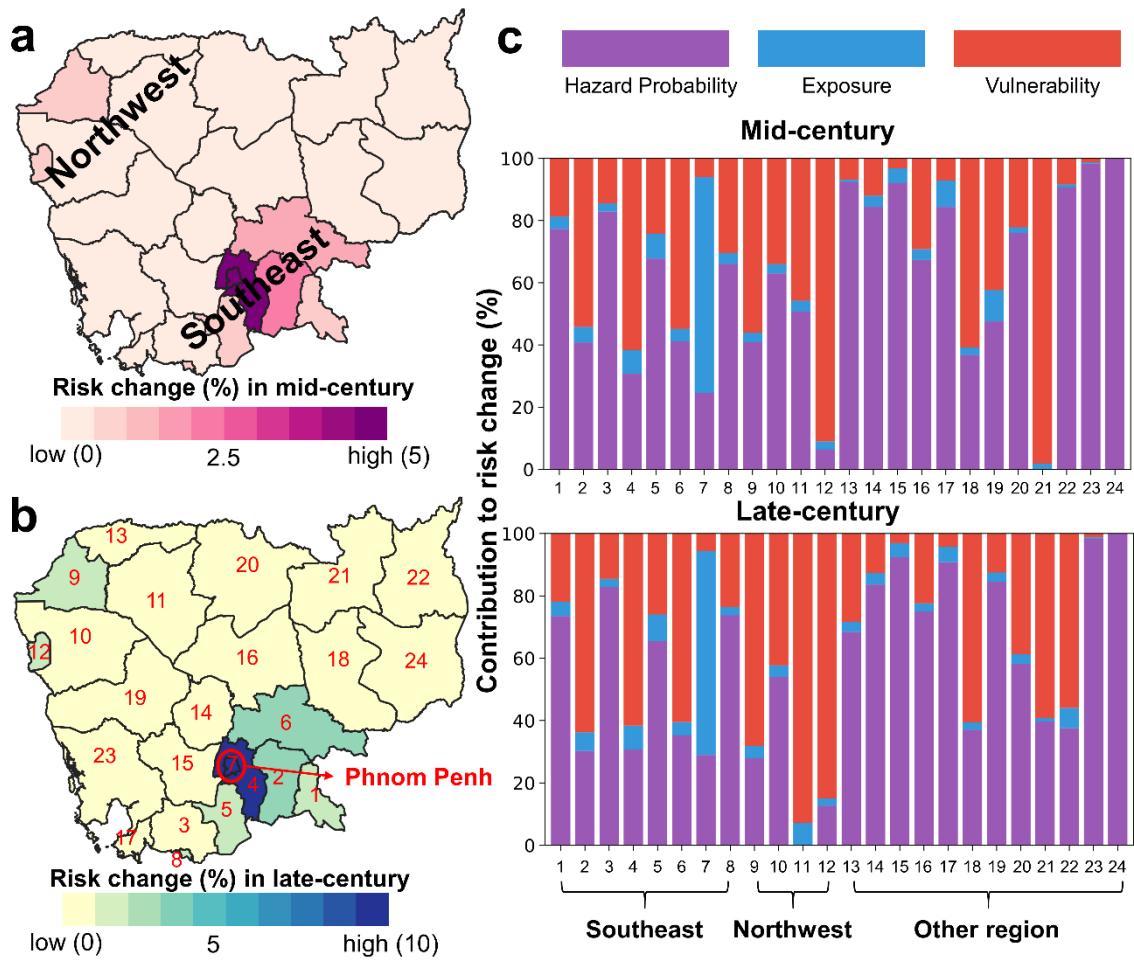 a
Northwest
Southeast
Risk change (%) in mid-century
low (0)
2.5
high (5)
b
13
9
20
21
22
11
10
12
16
18
24
19
14
6
23
15
7
Phnom Penh
4
2
1
5
3
17
8
Risk change (%) in late-century
low (0)
5
high (10)
c
Hazard Probability
Exposure
Vulnerability
Contribution to risk change (%)
Mid-century
100
80
60
40
20
0
1 2 3 4 5 6 7 8 9 10 11 12 13 14 15 16 17 18 19 20 21 22 23 24
Late-century
100
80
60
40
20
0
1 2 3 4 5 6 7 8 9 10 11 12 13 14 15 16 17 18 19 20 21 22 23 24
Southeast
Northwest
Other region